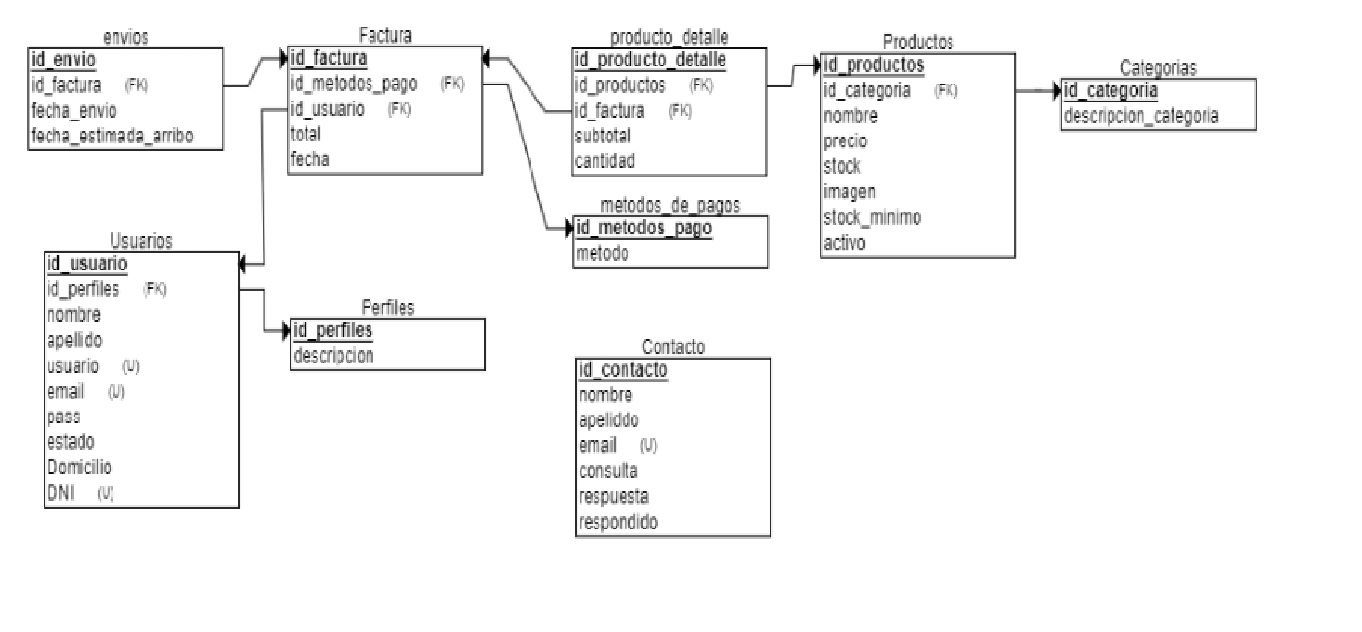 envios
id_envio
id_factura (FK)
fecha_envio
fecha_estimada_arribo
Factura
id_factura
id_metodos_pago (FK)
id_usuario (FK)
total
fecha
producto_detalle
id_producto_detalle
id_productos (FK)
id_factura (FK)
subtotal
cantidad
Productos
id_productos
id_categoria (FK)
nombre
precio
stock
imagen
stock_minimo
activo
Categorias
id_categoria
descripcion_categoria
metodos_de_pagos
id_metodos_pago
metodo
Usuarios
id_usuario
id_perfiles (FK)
nombre
apellido
usuario (U)
email (U)
pass
estado
Domicilio
DNI (U)
Ferfiles
id_perfiles
descripcion
Contacto
id_contacto
nombre
apeliddo
email (U)
consulta
respuesta
respondido